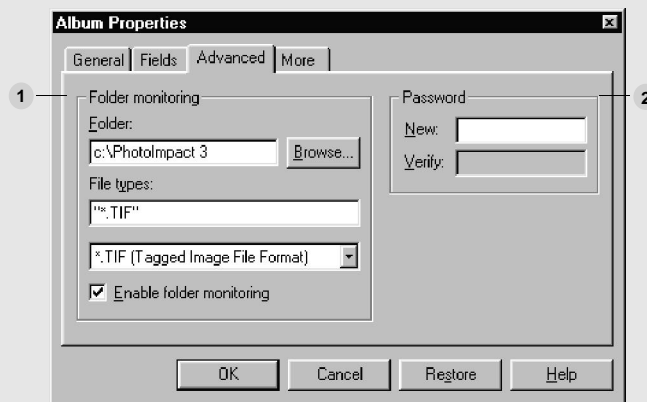 Album Properties
General Fields Advanced More
1
Folder monitoring
Folder:
c:\PhotoImpact 3
Browse...
File types:
"*.TIF"
*.TIF (Tagged Image File Format)
Enable folder monitoring
Password
2
New:
Verify:
OK Cancel Restore Help